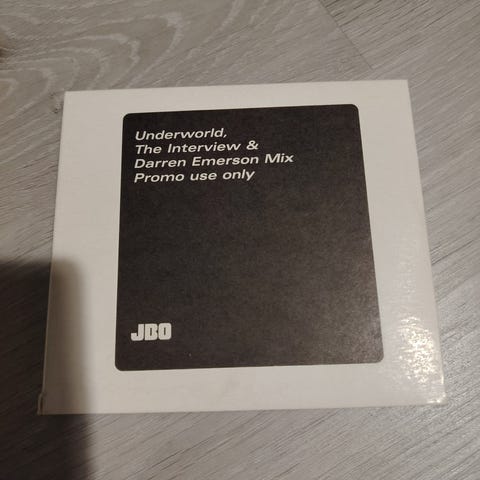 Underworld,
The Interview &
Darren Emerson Mix
Promo use only
JBO